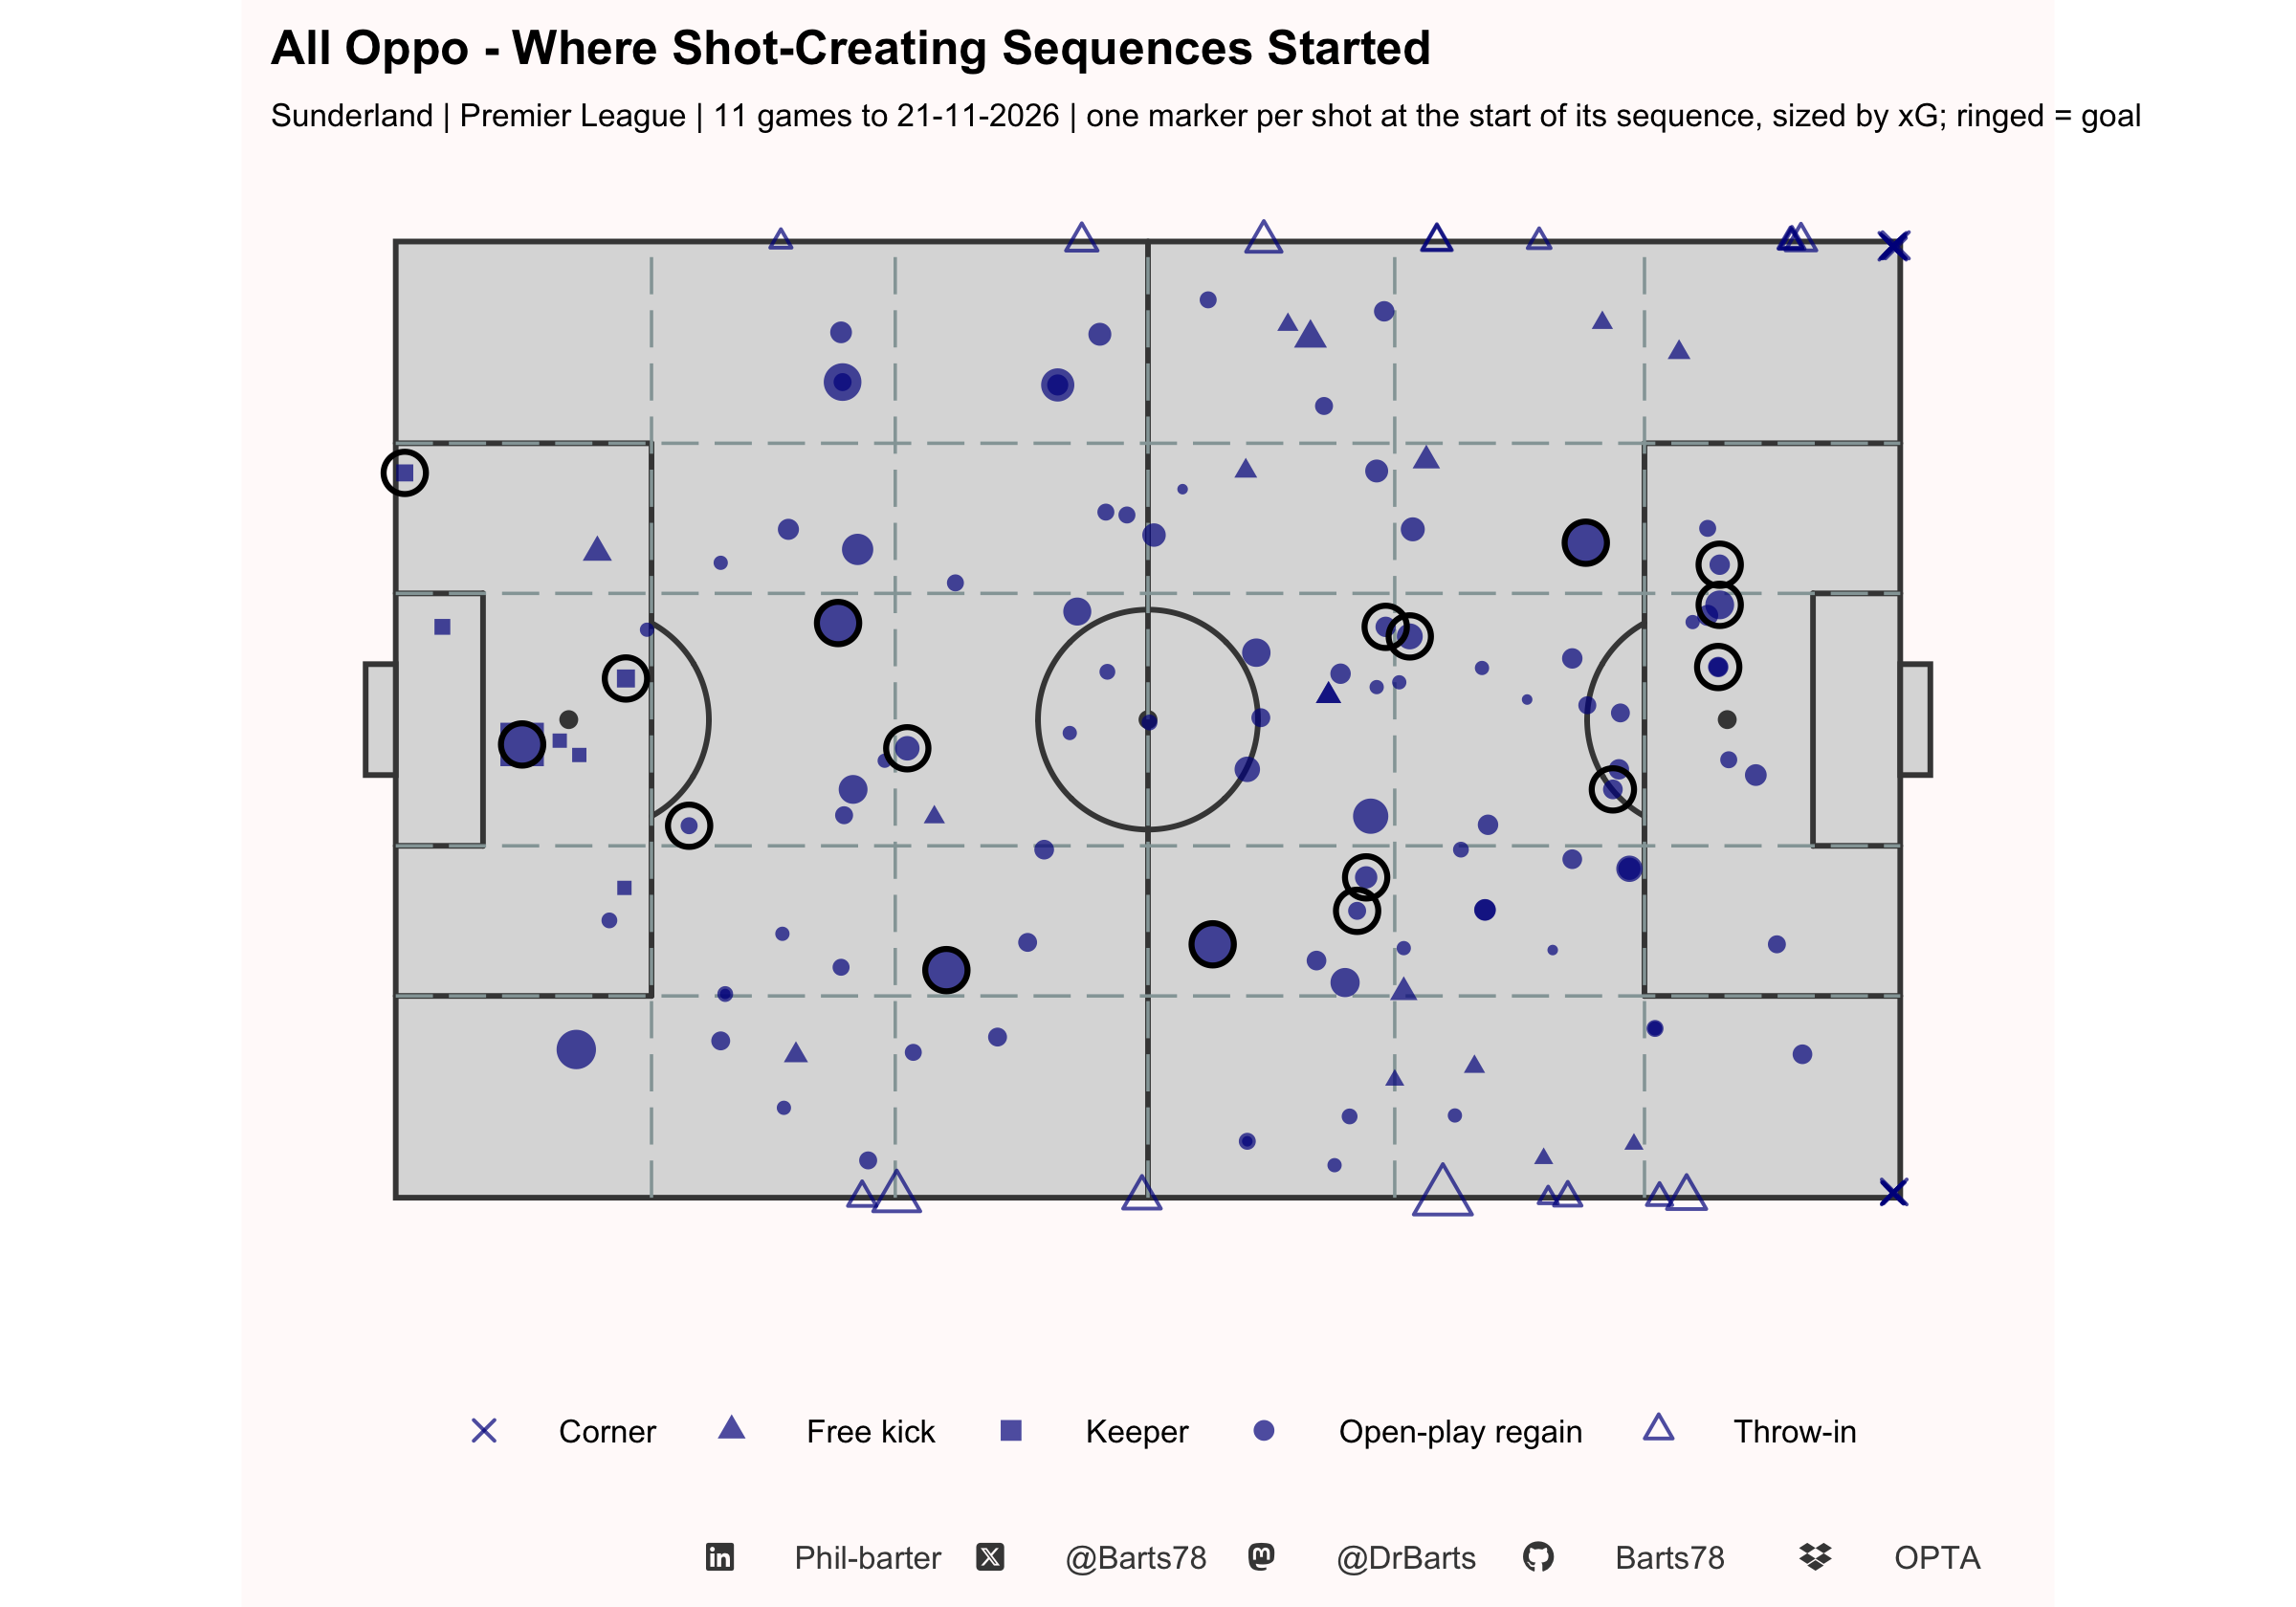 All Oppo - Where Shot-Creating Sequences Started
Sunderland | Premier League | 11 games to 21-11-2026 | one marker per shot at the start of its sequence, sized by xG; ringed = goal
Corner Free kick Keeper Open-play regain Throw-in
Phil-barter @Barts78 @DrBarts Barts78 OPTA